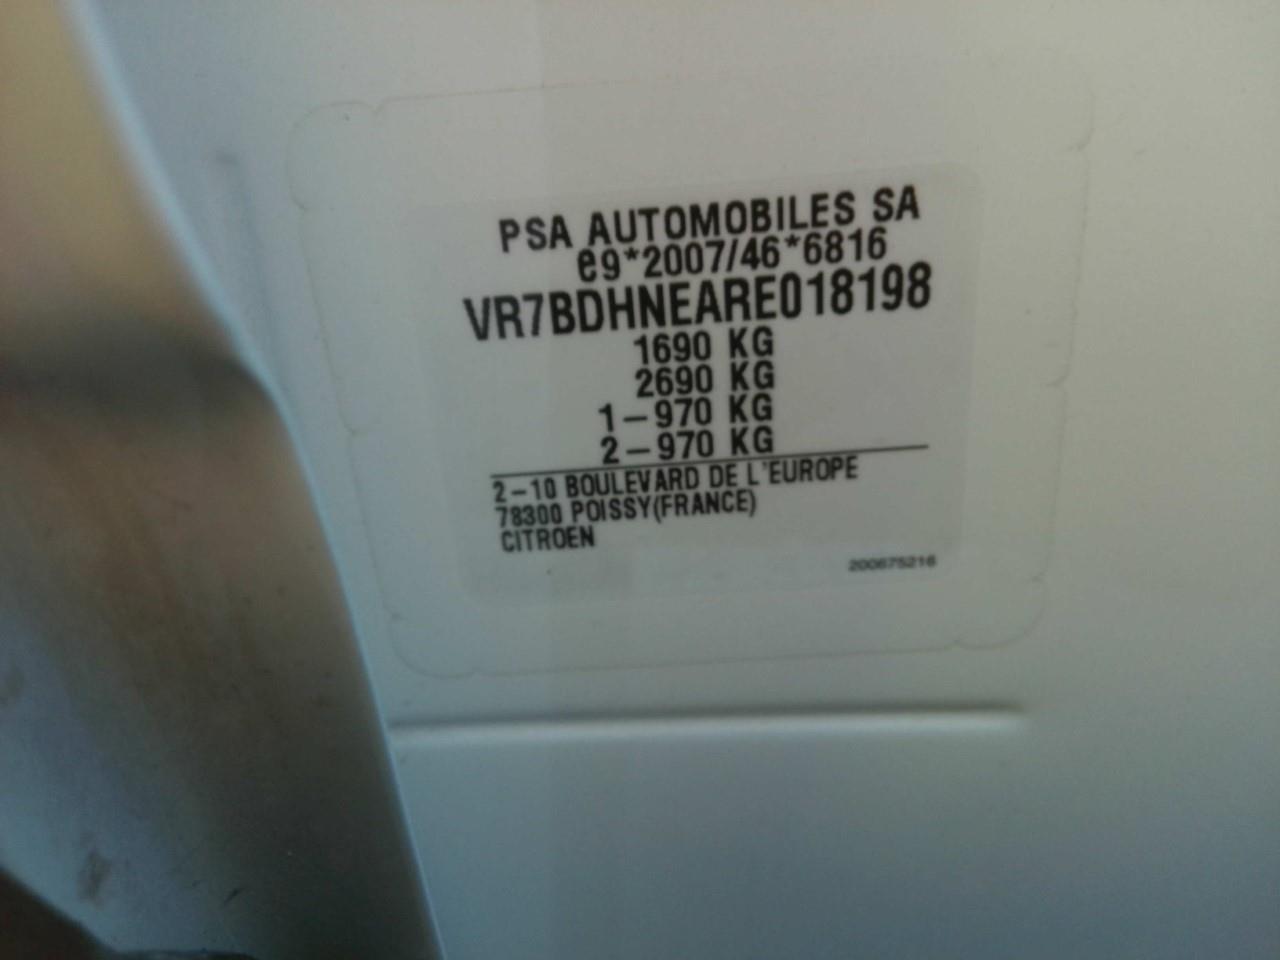 PSA AUTOMOBILES SA
e9*2007/46*6816
VR7BDHNEARE018198
1690 KG
2690 KG
1-970 KG
2-970 KG
2-10 BOULEVARD DE L'EUROPE
78300 POISSY(FRANCE)
CITROEN
200675216